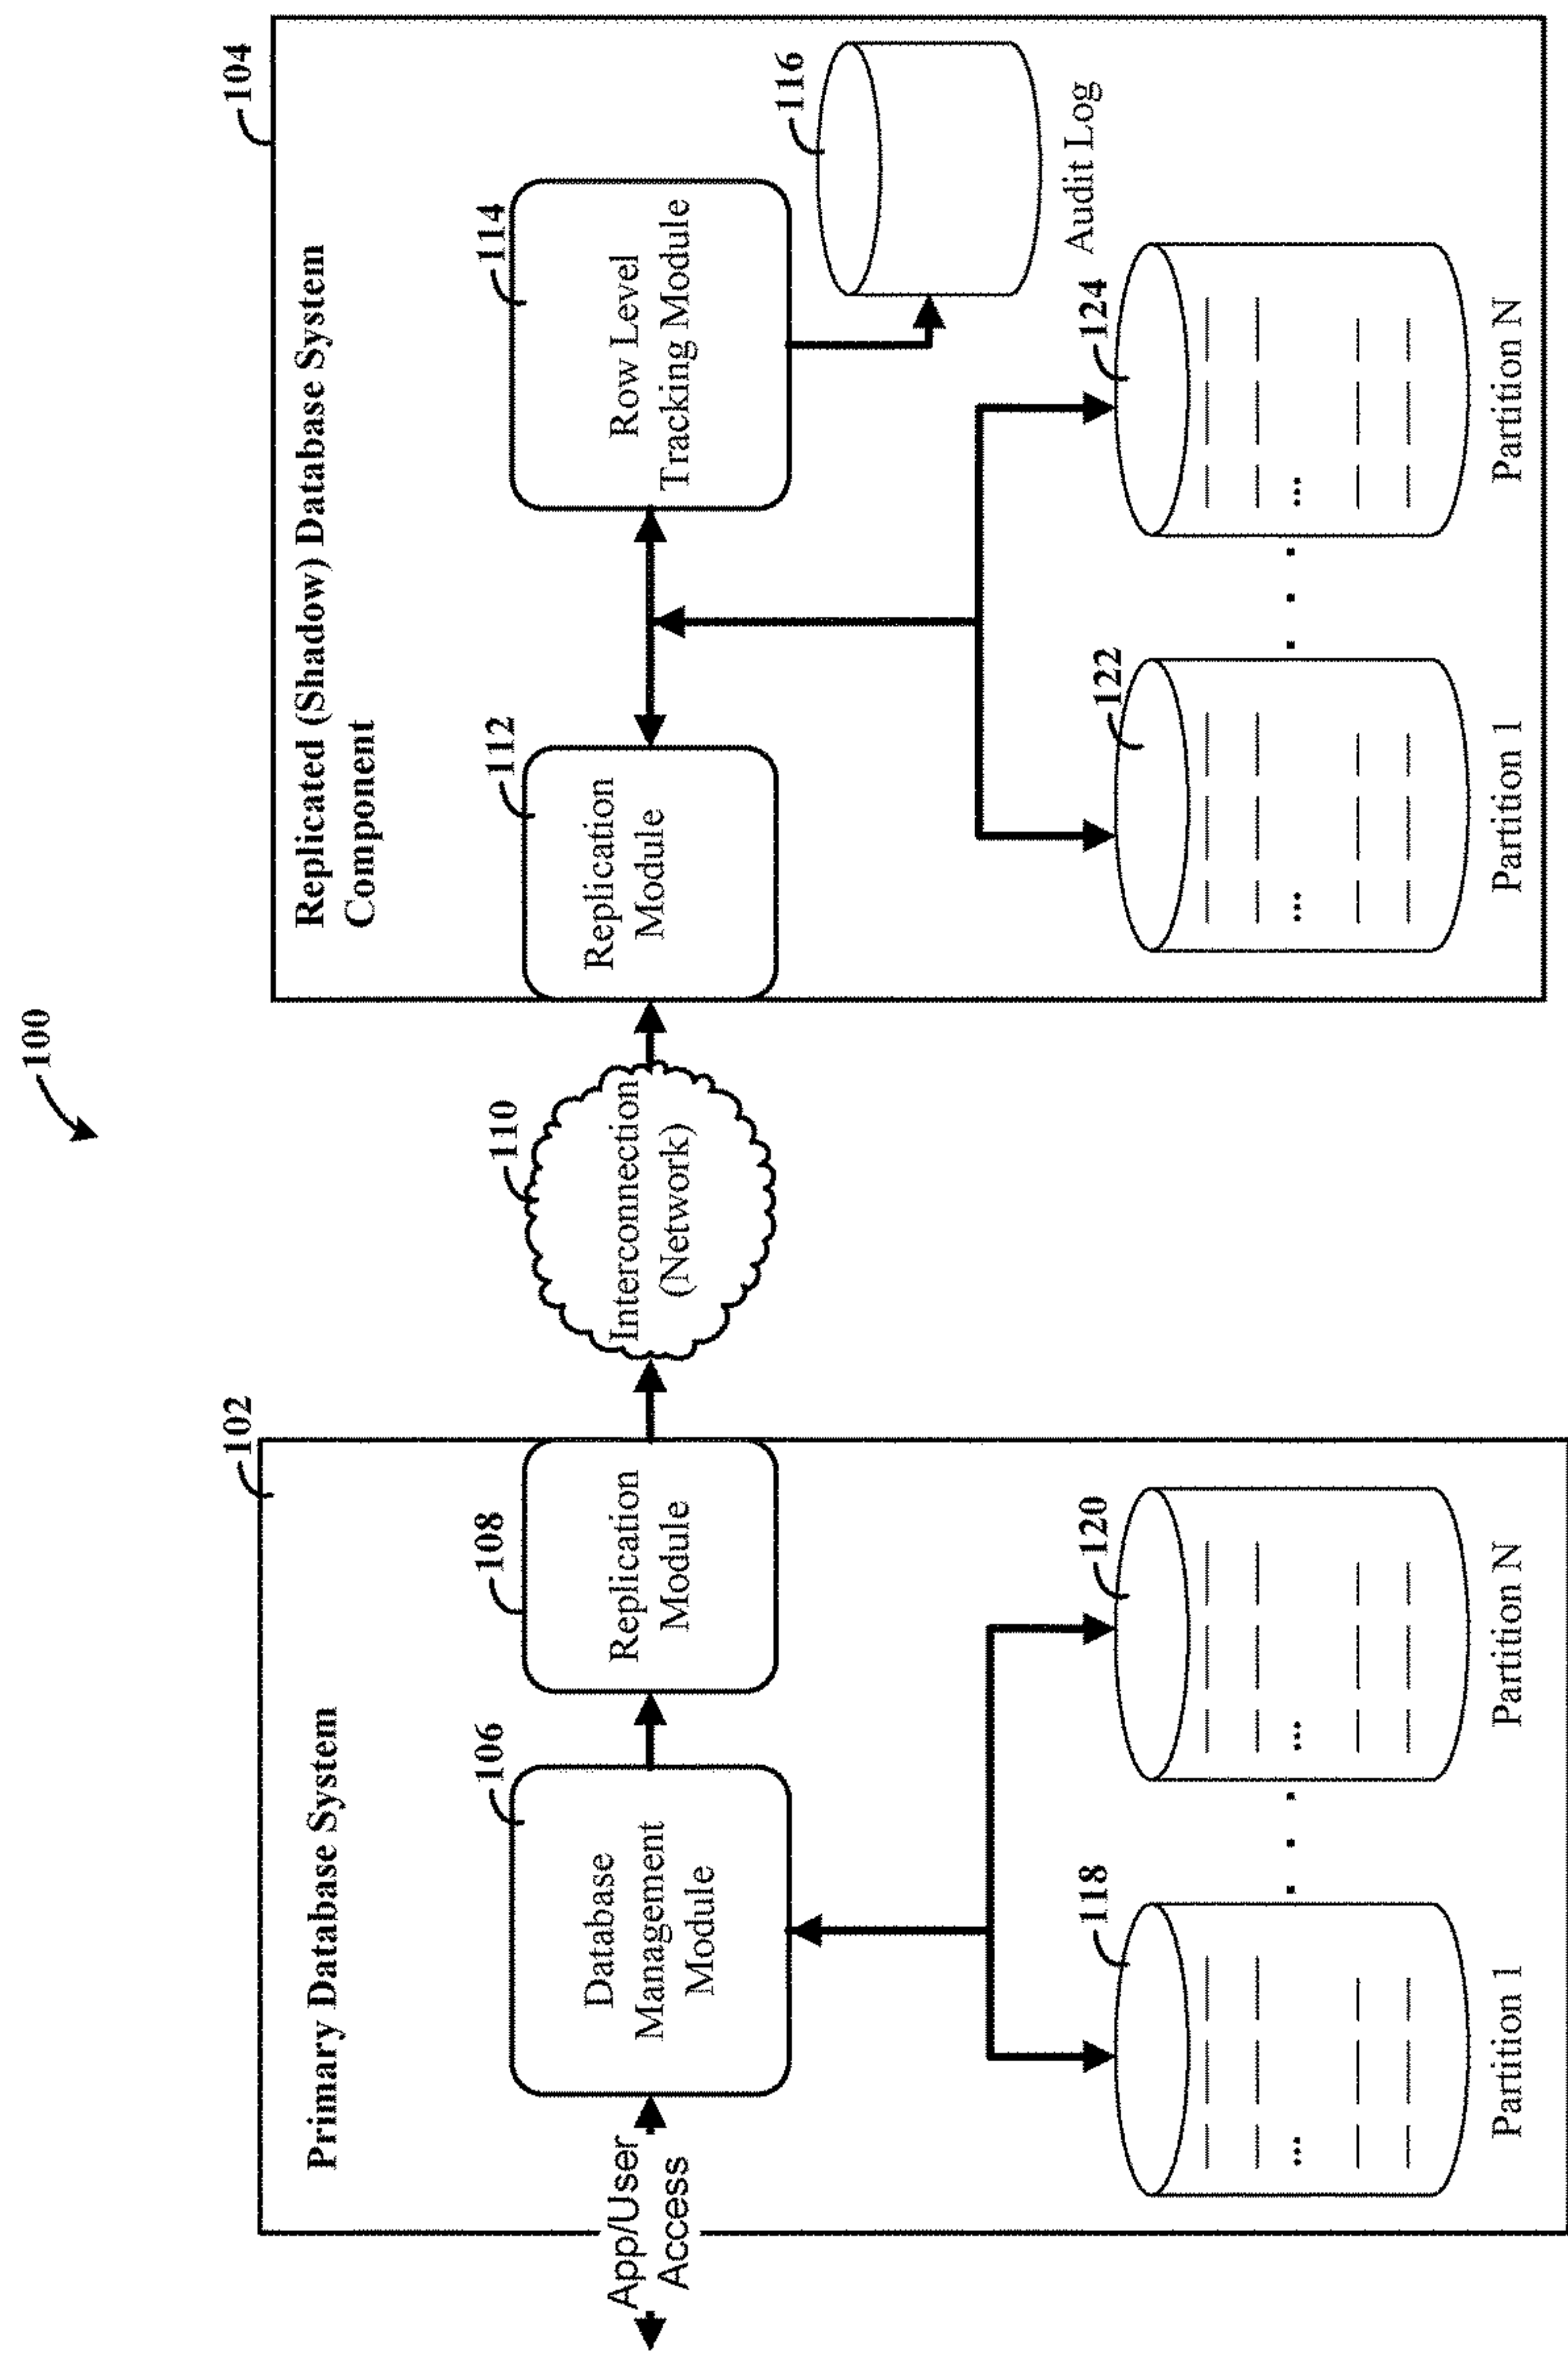 100
102
Primary Database System
App/User
Access
106
Database
Management
Module
108
Replication
Module
118
...
Partition 1
. . .
120
...
Partition N
110
Interconnection
(Network)
104
Replicated (Shadow) Database System
Component
112
Replication
Module
114
Row Level
Tracking Module
116
Audit Log
122
...
Partition 1
. . .
124
...
Partition N